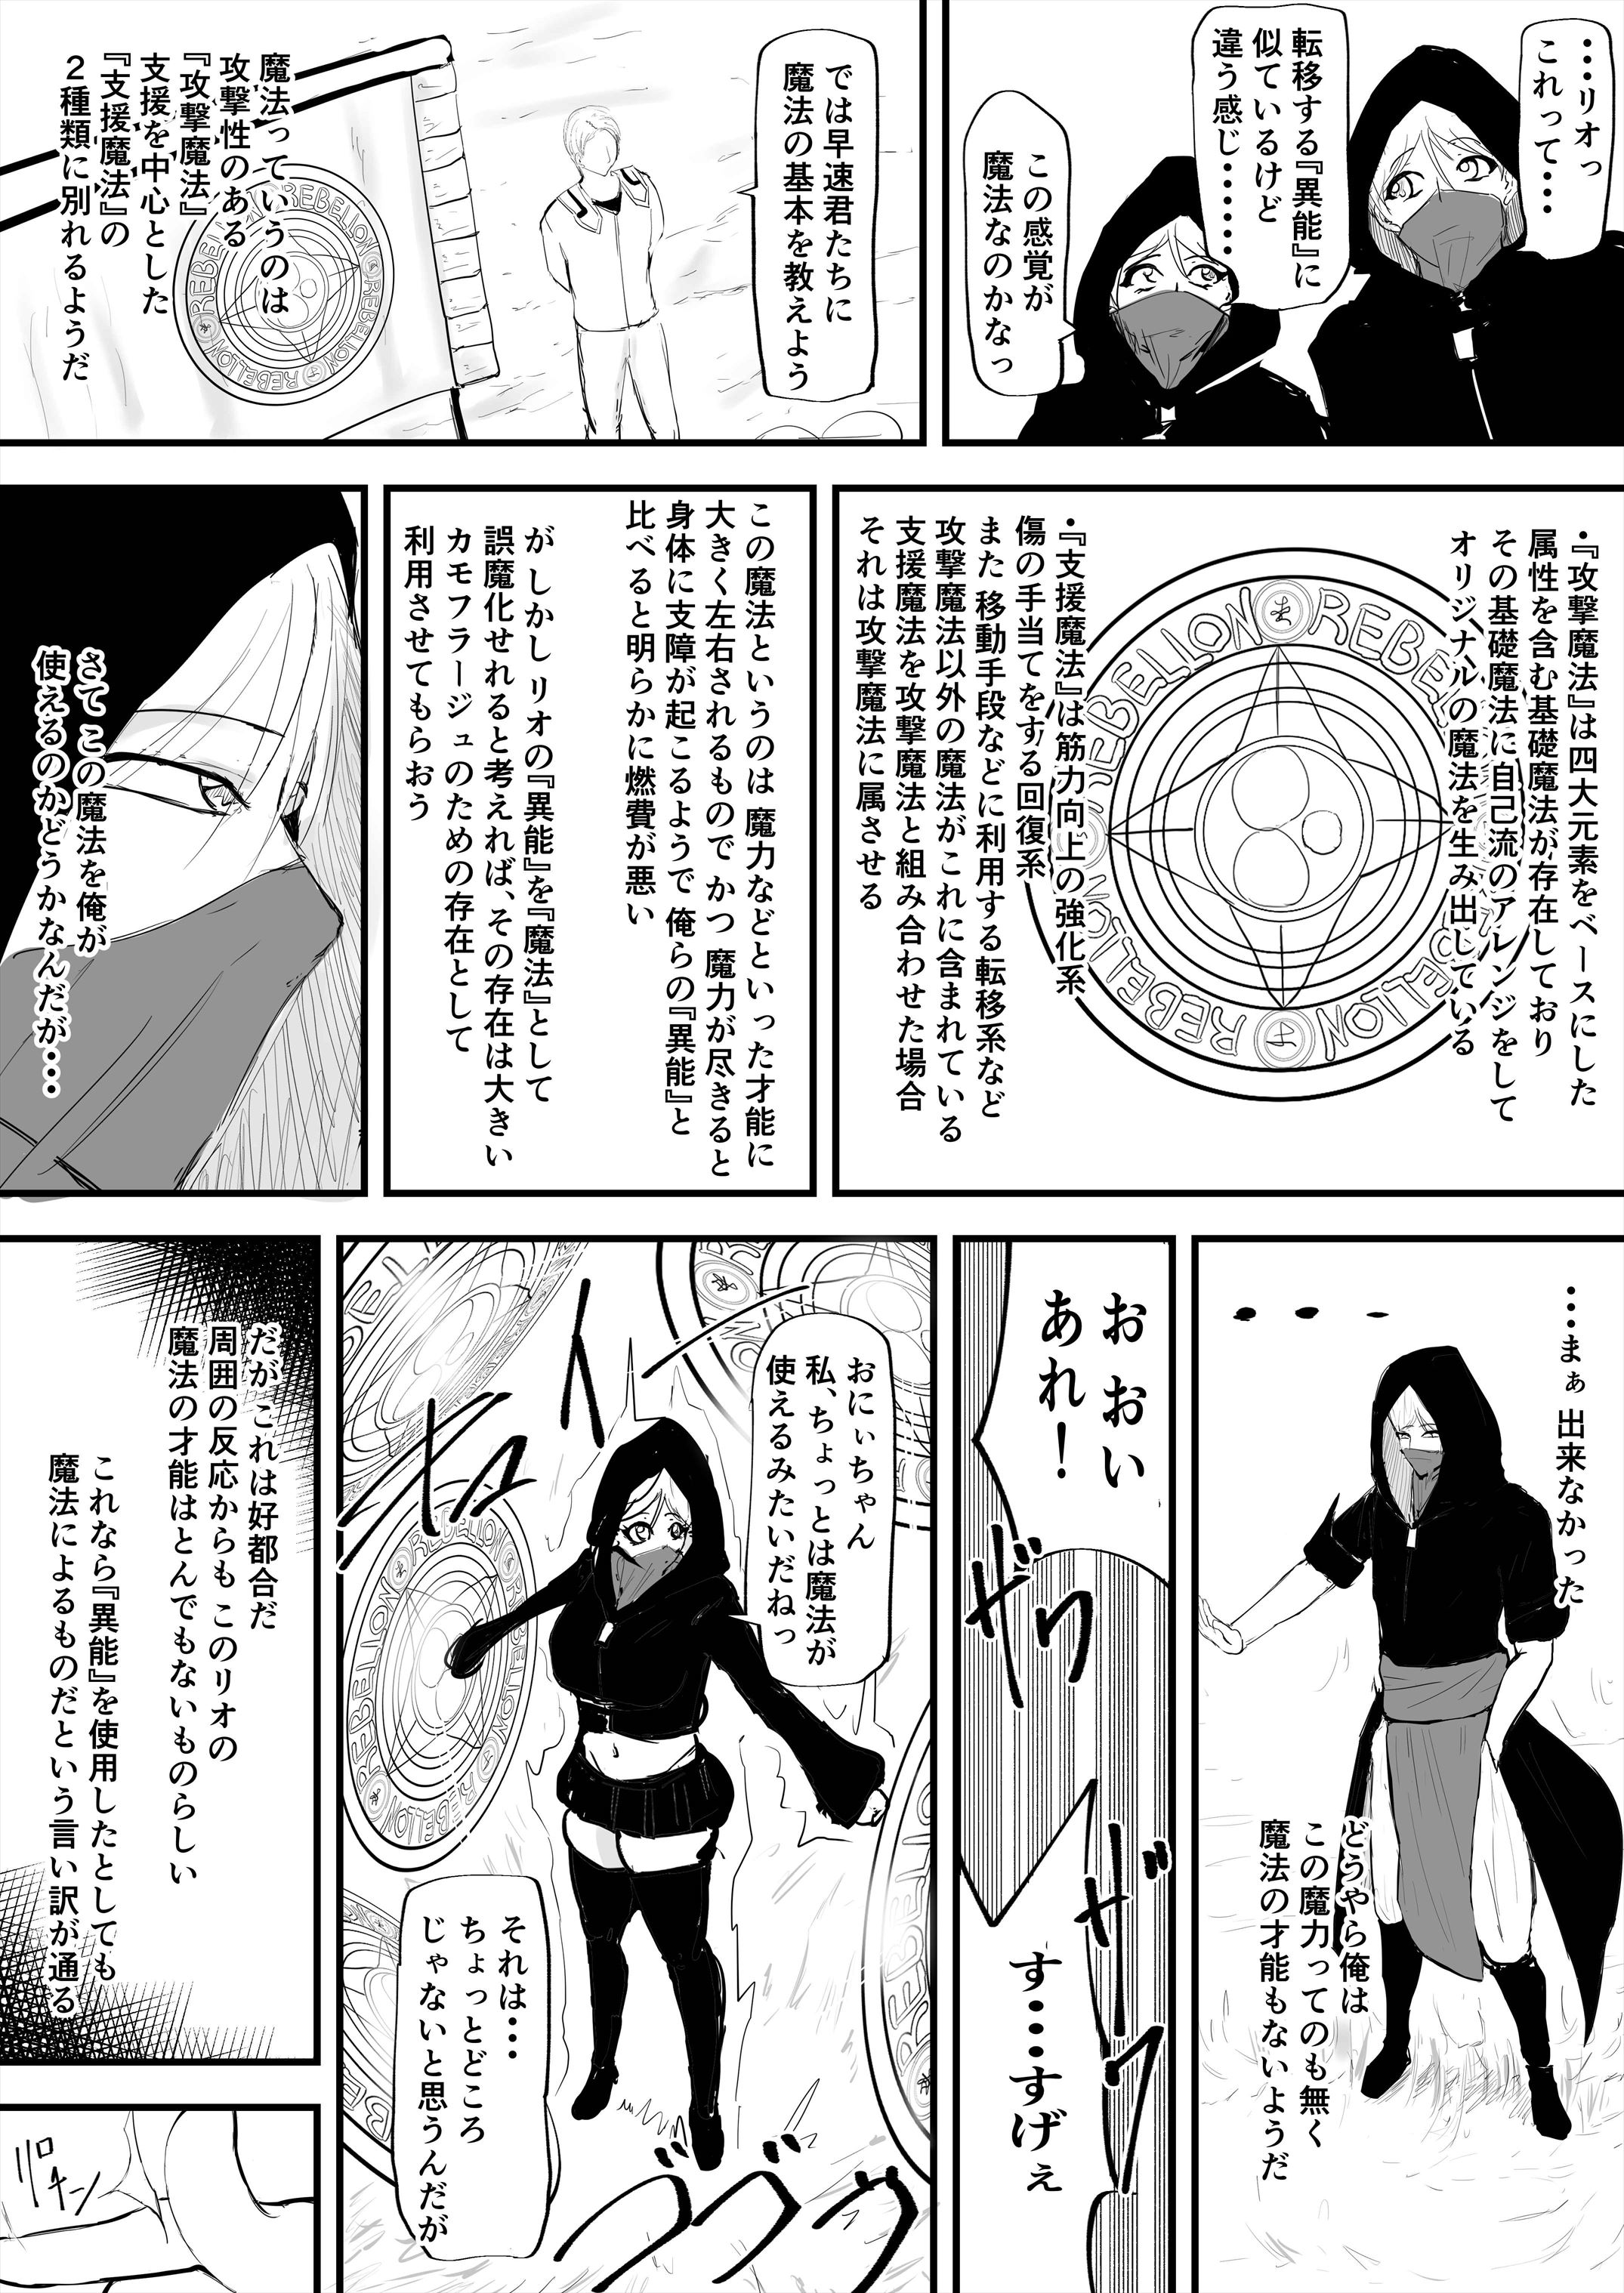 ・・・リオっ
これって・・・・
転移する『異能』に
似ているけど
違う感じ・・・・・・
この感覚が
魔法なのかなっ
では早速君たちに
魔法の基本を教えよう
魔法っていうのは
攻撃性のある
『攻撃魔法』
支援を中心とした
『支援魔法』の
２種類に別れるようだ
REBELLION
REBELLION
REBELLION
・『攻撃魔法』は四大元素をベースにした
属性を含む基礎魔法が存在しており
その基礎魔法に自己流のアレンジをして
オリジナルの魔法を生み出している
・『支援魔法』は筋力向上の強化系
傷の手当てをする回復系
また 移動手段などに利用する転移系など
攻撃魔法以外の魔法がこれに含まれている
支援魔法を攻撃魔法と組み合わせた場合
それは攻撃魔法に属させる
REBELLION
REBELLION
REBELLION
REBELLION
この魔法というのは 魔力などといった才能に
大きく左右されるもので かつ 魔力が尽きると
身体に支障が起こるようで 俺らの『異能』と
比べると明らかに燃費が悪い
が しかし リオの『異能』を『魔法』として
誤魔化せれると考えれば、その存在は大きい
カモフラージュのための存在として
利用させてもらおう
さて この魔法を俺が
使えるのかどうかなんだが・・・・
・・・まぁ 出来なかった
どうやら俺は
この魔力ってのも無く
魔法の才能もないようだ
おおい
あれ！
ざわ
ざわ
す・・・すげぇ
おにぃちゃん
私、ちょっとは魔法が
使えるみたいだねっ
REBELLION
REBELLION
REBELLION
REBELLION
それは・・・
ちょっとどころ
じゃないと思うんだが
だが これは好都合だ
周囲の反応からも このリオの
魔法の才能はとんでもないものらしい
これなら『異能』を使用したとしても
魔法によるものだという言い訳が通る
パチン